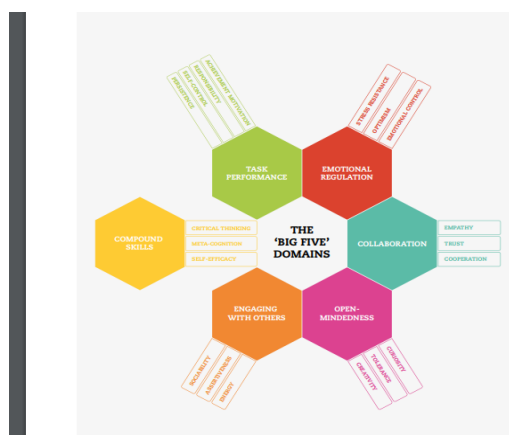 ACHIEVEMENT MOTIVATION
RESPONSIBILITY
SELF-CONTROL
PERSISTENCE
STRESS RESISTANCE
OPTIMISM
EMOTIONAL CONTROL
TASK
PERFORMANCE
EMOTIONAL
REGULATION
COMPOUND
SKILLS
CRITICAL THINKING
META-COGNITION
SELF-EFFICACY
THE
'BIG FIVE'
DOMAINS
COLLABORATION
EMPATHY
TRUST
COOPERATION
ENGAGING
WITH OTHERS
OPEN-
MINDEDNESS
SOCIABILITY
ASSERTIVENESS
ENERGY
CURIOSITY
TOLERANCE
CREATIVITY